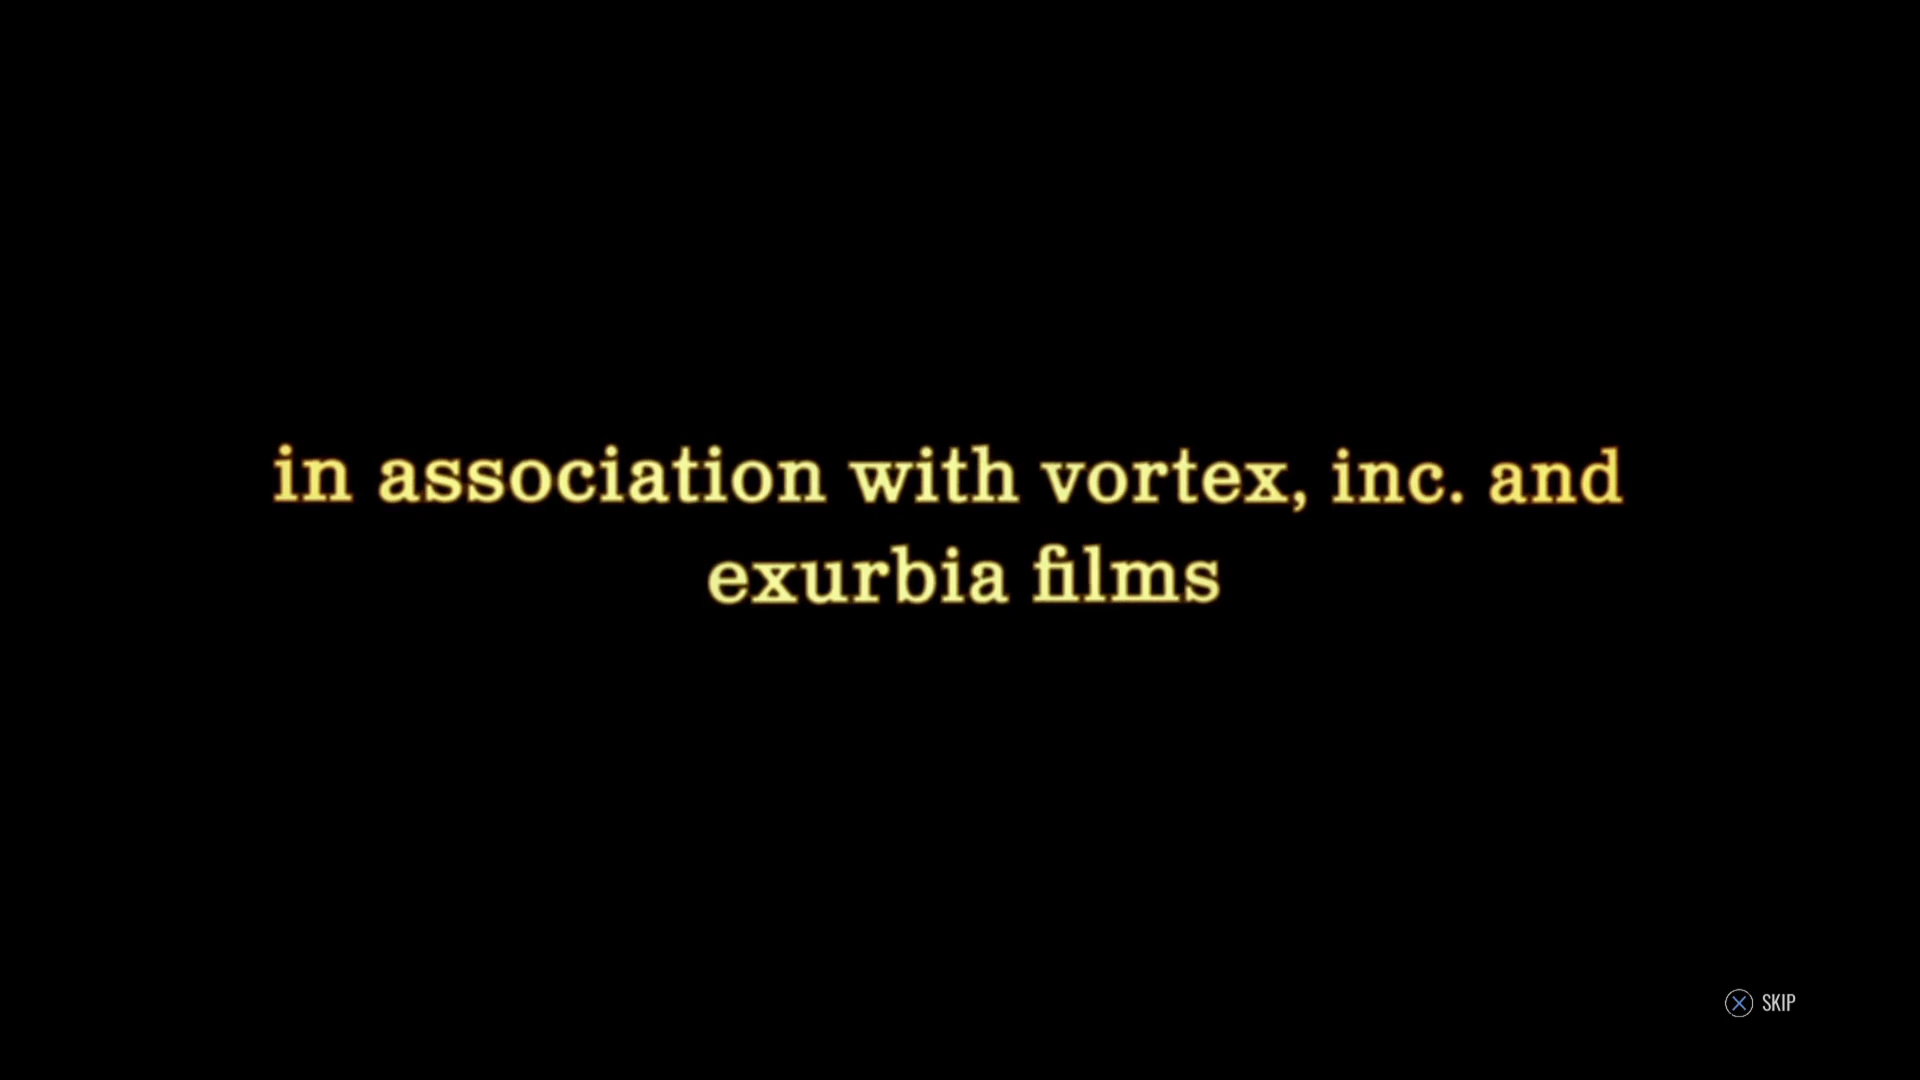 in association with vortex, inc. and
exurbia films
SKIP